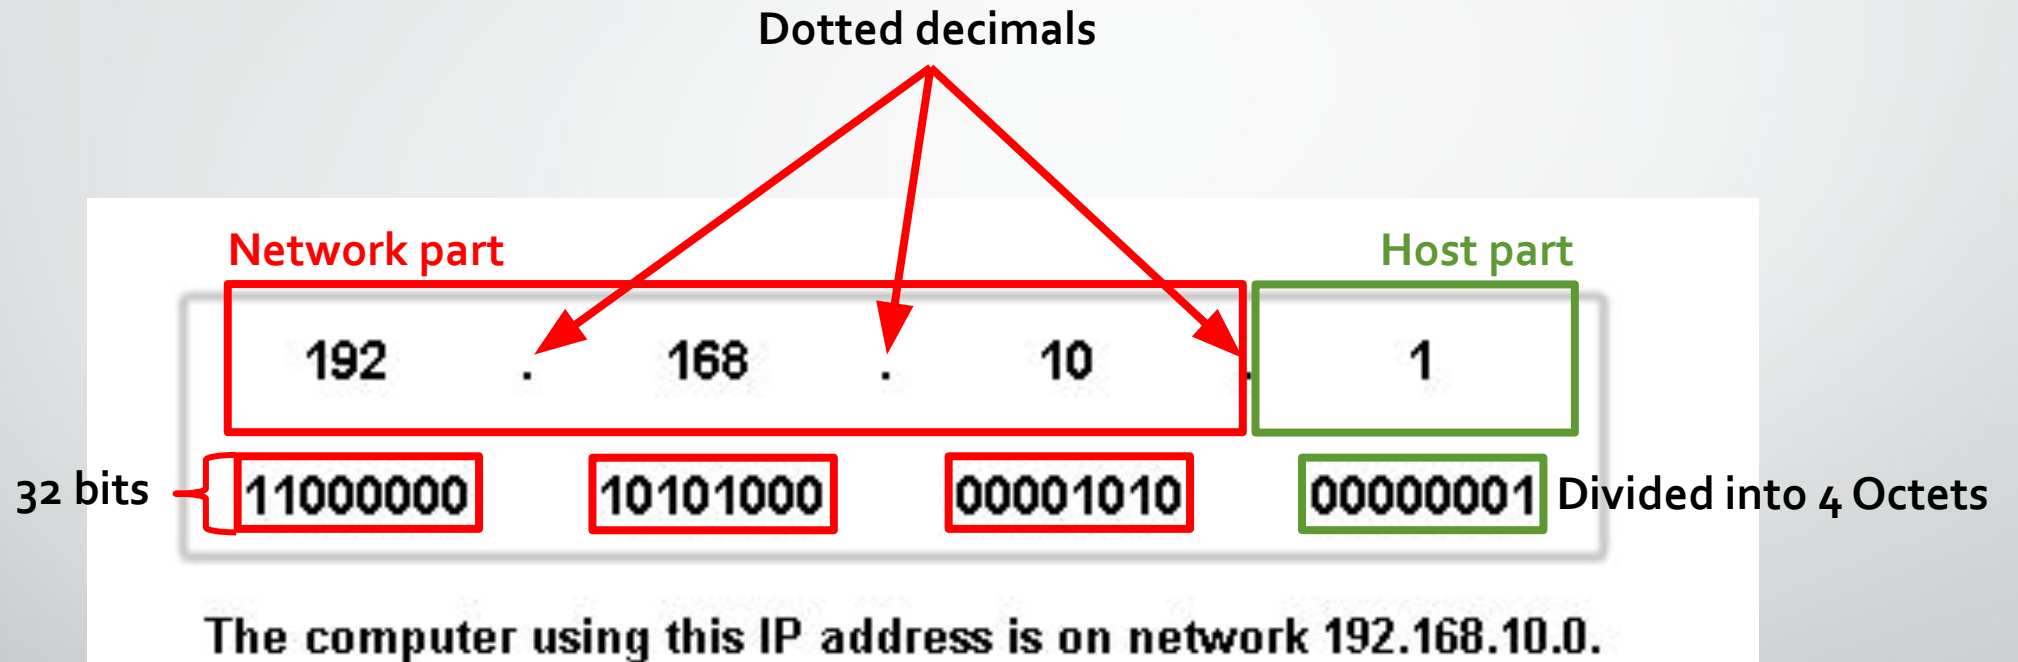 Dotted decimals
Network part Host part
192 . 168 . 10 . 1
32 bits 11000000 10101000 00001010 00000001 Divided into 4 Octets
The computer using this IP address is on network 192.168.10.0.